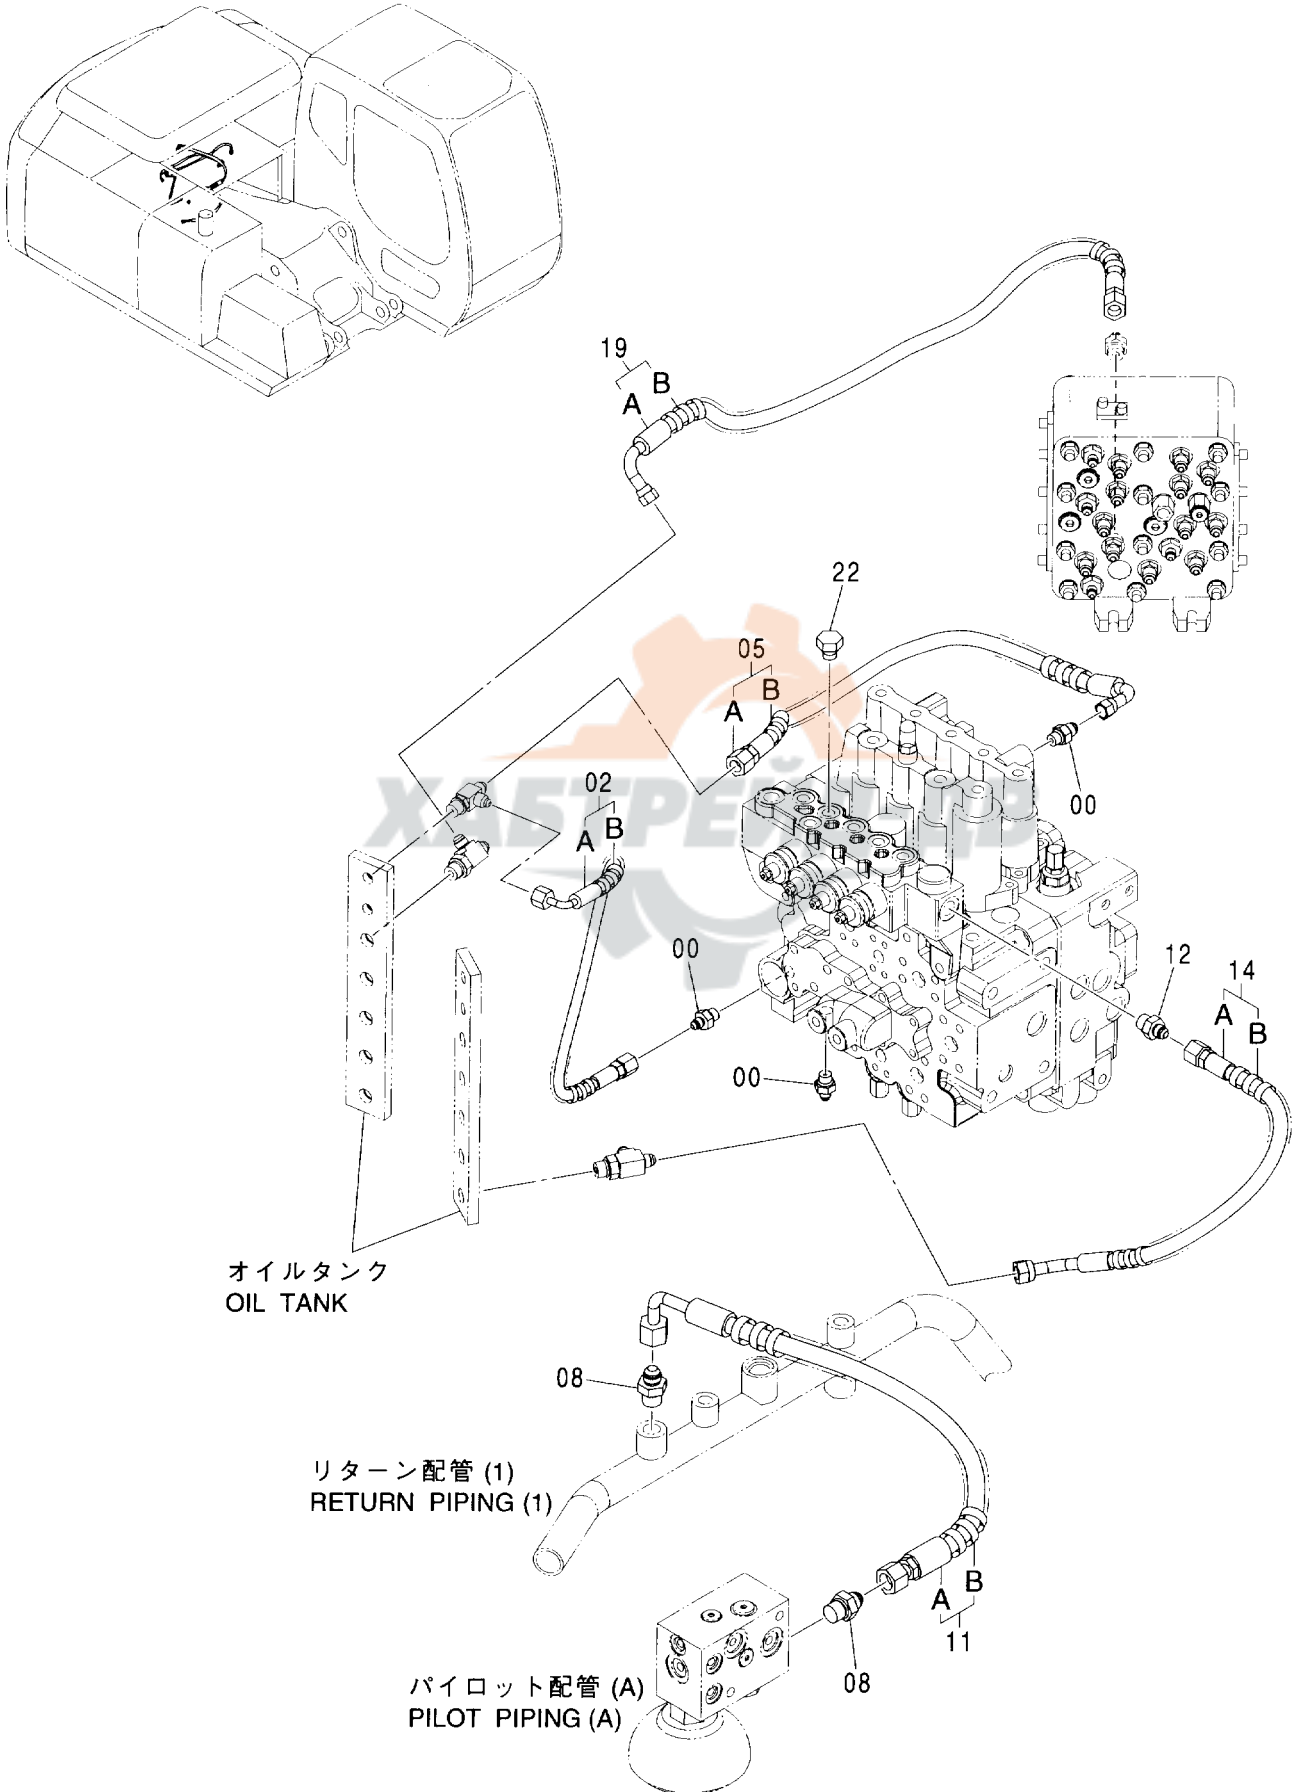 19
B
A
22
05
B
A
00
02
B
A
00
12
14
A
B
00
オイルタンク
OIL TANK
08
リターン配管 (1)
RETURN PIPING (1)
B
A
11
08
パイロット配管 (A)
PILOT PIPING (A)